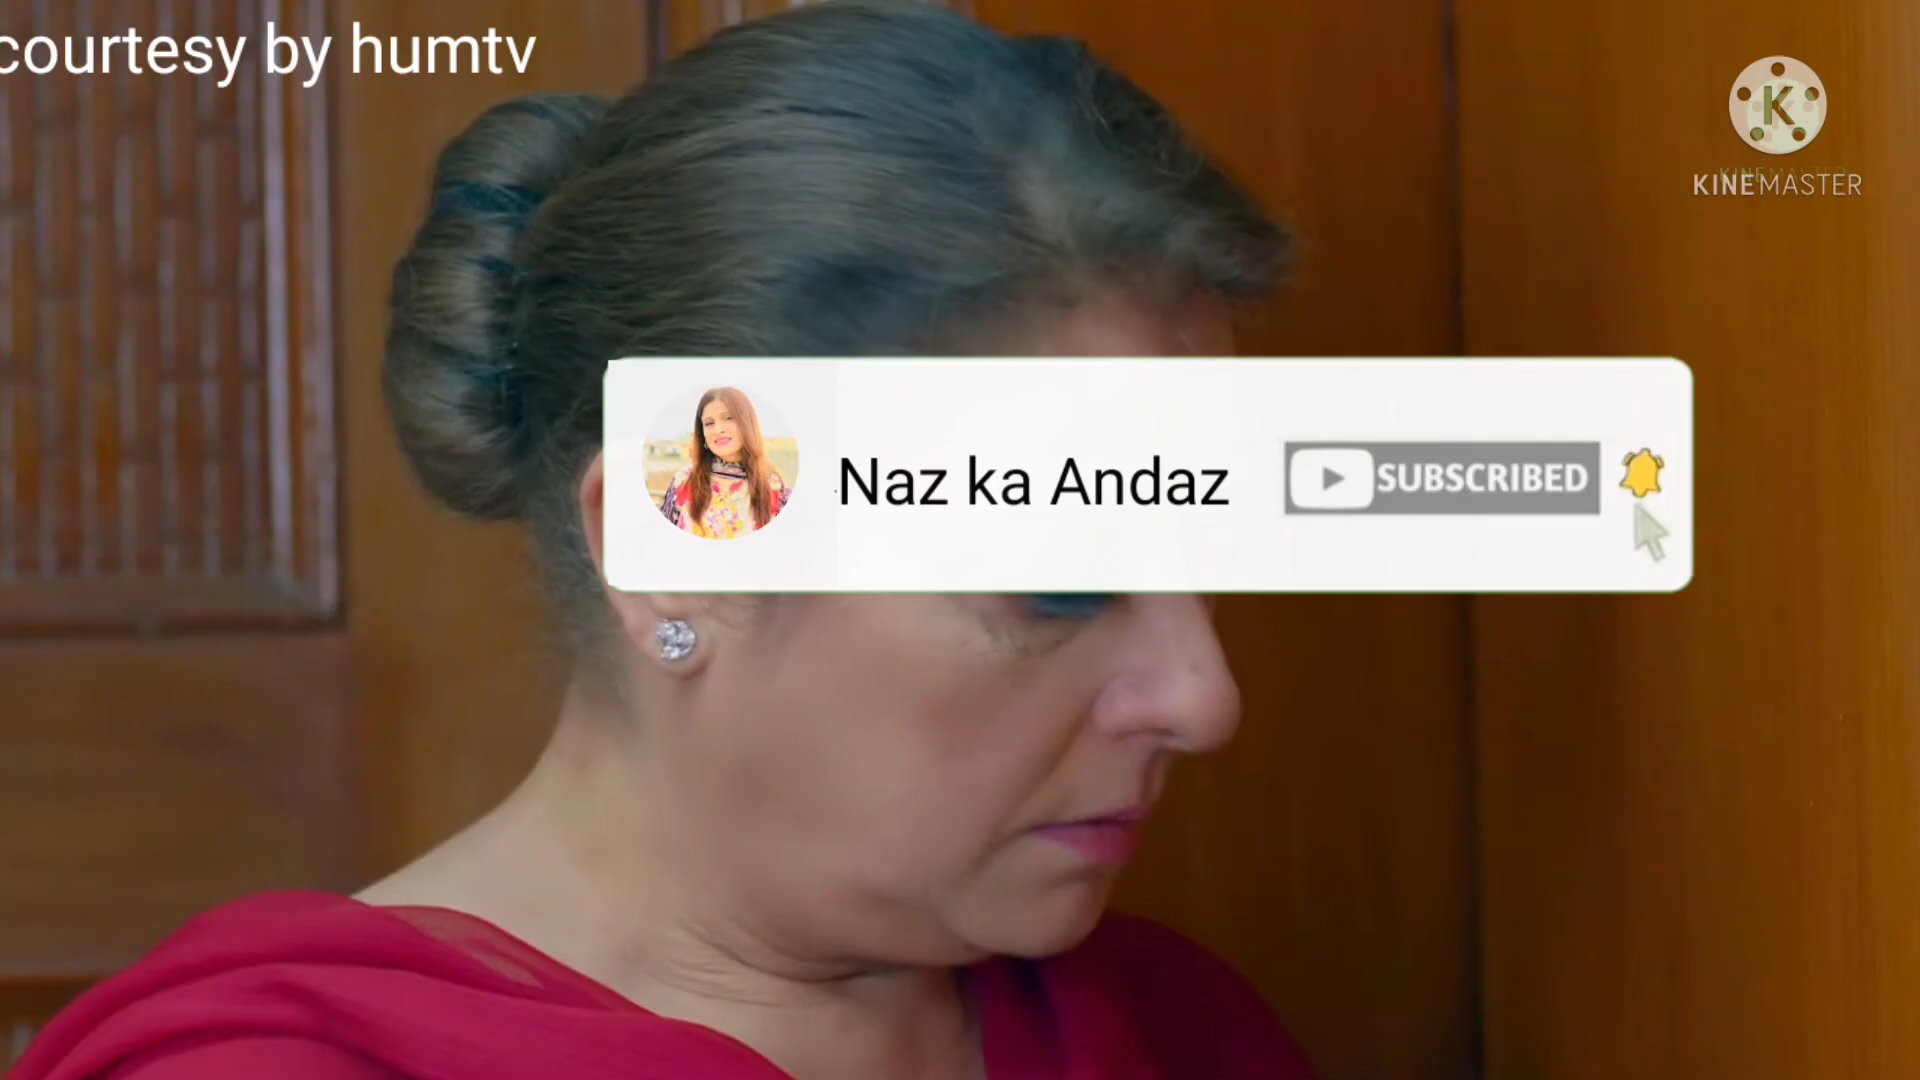 courtesy by humtv
K
KINEMASTER
Naz ka Andaz
SUBSCRIBED